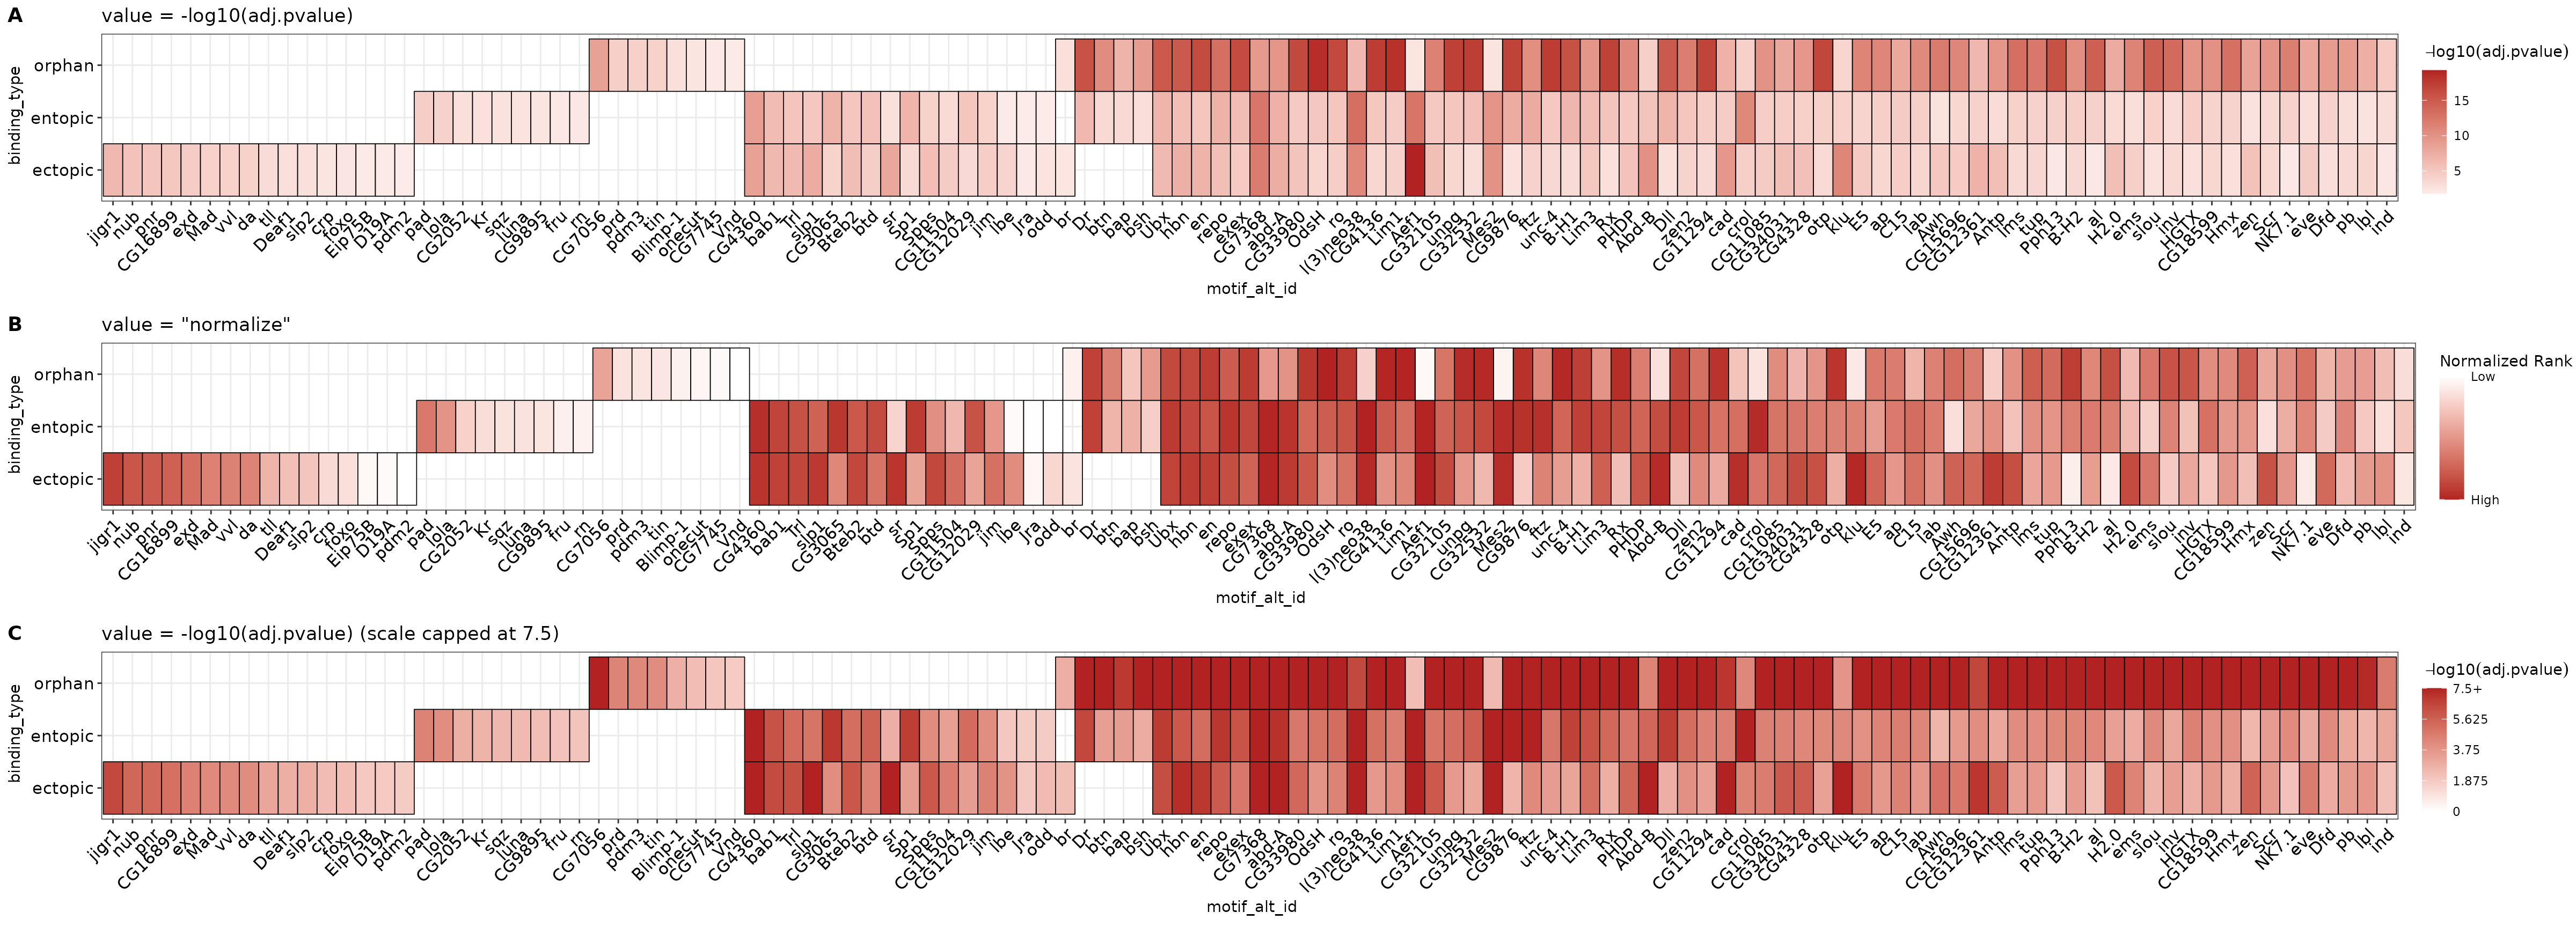 A
value = -log10(adj.pvalue)
binding_type
orphan
entopic
ectopic
jigr1 nub pnr CG16899 exd Mad vvl da tll Deaf1 slp2 crp foxo Eip75B D19A pdm2 pad lola CG2052 Kr sqz luna CG9895 fru rn CG7056 prd pdm3 tin Blimp-1 onecut CG7745 Vnd CG4360 bab1 Trl slp1 CG3065 Bteb2 btd sr Sp1 Spps CG11504 CG12029 jim lbe Jra odd br Dr btn bap bsh Ubx hbn en repo exex CG7368 abd-A CG33980 OdsH ro l(3)neo38 CG4136 Lim1 Aef1 CG32105 unpg CG32532 Mes2 CG9876 ftz unc-4 B-H1 Lim3 Rx PHDP Abd-B Dll zen2 CG11294 cad crol CG11085 CG34031 CG4328 otp klu E5 ap C15 lab Awh CG15696 CG12361 Antp lms tup Pph13 B-H2 al H2.0 ems slou inv HGTX CG18599 Hmx zen Scr NK7.1 eve Dfd pb lbl ind
motif_alt_id
-log10(adj.pvalue)
15
10
5
B
value = "normalize"
binding_type
orphan
entopic
ectopic
jigr1 nub pnr CG16899 exd Mad vvl da tll Deaf1 slp2 crp foxo Eip75B D19A pdm2 pad lola CG2052 Kr sqz luna CG9895 fru rn CG7056 prd pdm3 tin Blimp-1 onecut CG7745 Vnd CG4360 bab1 Trl slp1 CG3065 Bteb2 btd sr Sp1 Spps CG11504 CG12029 jim lbe Jra odd br Dr btn bap bsh Ubx hbn en repo exex CG7368 abd-A CG33980 OdsH ro l(3)neo38 CG4136 Lim1 Aef1 CG32105 unpg CG32532 Mes2 CG9876 ftz unc-4 B-H1 Lim3 Rx PHDP Abd-B Dll zen2 CG11294 cad crol CG11085 CG34031 CG4328 otp klu E5 ap C15 lab Awh CG15696 CG12361 Antp lms tup Pph13 B-H2 al H2.0 ems slou inv HGTX CG18599 Hmx zen Scr NK7.1 eve Dfd pb lbl ind
motif_alt_id
Normalized Rank
Low
High
C
value = -log10(adj.pvalue) (scale capped at 7.5)
binding_type
orphan
entopic
ectopic
jigr1 nub pnr CG16899 exd Mad vvl da tll Deaf1 slp2 crp foxo Eip75B D19A pdm2 pad lola CG2052 Kr sqz luna CG9895 fru rn CG7056 prd pdm3 tin Blimp-1 onecut CG7745 Vnd CG4360 bab1 Trl slp1 CG3065 Bteb2 btd sr Sp1 Spps CG11504 CG12029 jim lbe Jra odd br Dr btn bap bsh Ubx hbn en repo exex CG7368 abd-A CG33980 OdsH ro l(3)neo38 CG4136 Lim1 Aef1 CG32105 unpg CG32532 Mes2 CG9876 ftz unc-4 B-H1 Lim3 Rx PHDP Abd-B Dll zen2 CG11294 cad crol CG11085 CG34031 CG4328 otp klu E5 ap C15 lab Awh CG15696 CG12361 Antp lms tup Pph13 B-H2 al H2.0 ems slou inv HGTX CG18599 Hmx zen Scr NK7.1 eve Dfd pb lbl ind
motif_alt_id
-log10(adj.pvalue)
7.5+
5.625
3.75
1.875
0